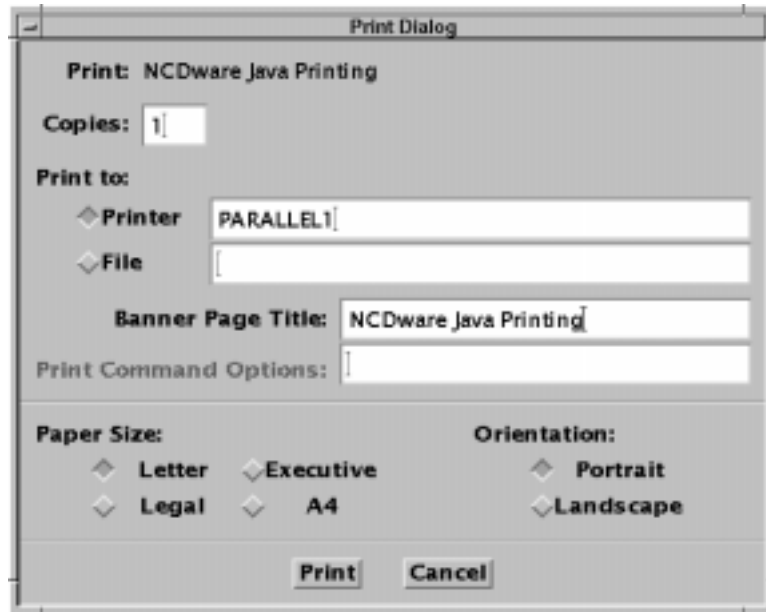 Print Dialog
Print: NCDware Java Printing
Copies: 1
Print to:
Printer PARALLEL1
File
Banner Page Title: NCDware Java Printing
Print Command Options:
Paper Size: Orientation:
Letter Executive Portrait
Legal A4 Landscape
Print Cancel